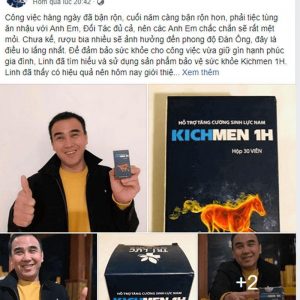 Hôm qua lúc 20:42 ·
Công việc hàng ngày đã bận rộn, cuối năm càng bận rộn hơn, phải tiếc tùng
ăn nhậu với Anh Em, Đối Tác đủ cả, nên các Anh Em chắc chắn sẽ rất mệt
mỏi. Chưa kể, rượu bia nhiều sẽ ảnh hưởng đến phong độ Đàn Ông, đây là
điều lo lắng nhất. Để đảm bảo sức khỏe cho công việc vừa giữ gìn hạnh phúc
gia đình, Linh đã tìm hiểu và sử dụng sản phẩm bảo vệ sức khỏe Kichmen 1H.
Linh đã thấy có hiệu quả nên hôm nay giới thiệ... Xem thêm
HỖ TRỢ TĂNG CƯỜNG SINH LỰC NAM
KICHMEN 1H
Hộp 30 VIÊN
KICHMEN 1H
+2